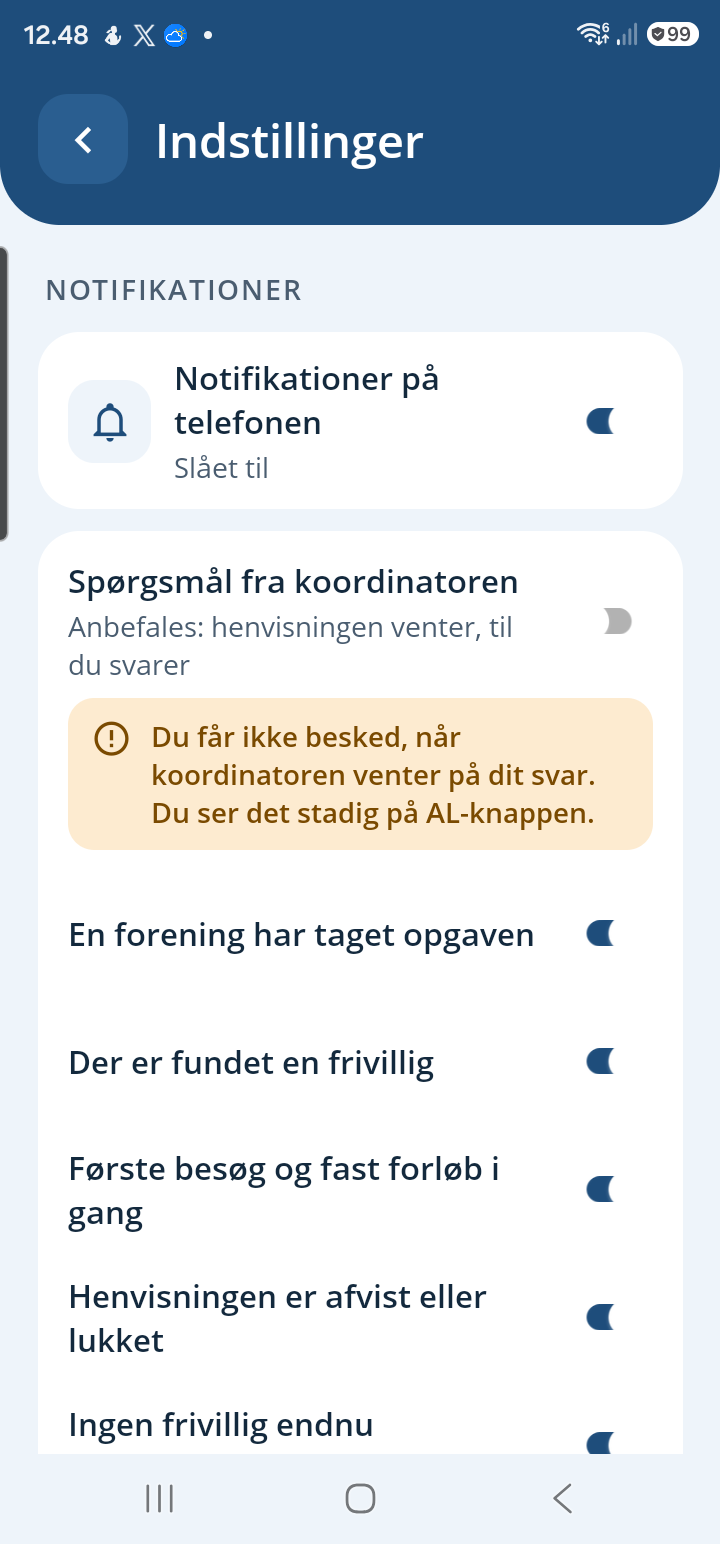 12.48
6
99
Indstillinger
NOTIFIKATIONER
Notifikationer på
telefonen
Slået til
Spørgsmål fra koordinatoren
Anbefales: henvisningen venter, til
du svarer
Du får ikke besked, når
koordinatoren venter på dit svar.
Du ser det stadig på AL-knappen.
En forening har taget opgaven
Der er fundet en frivillig
Første besøg og fast forløb i
gang
Henvisningen er afvist eller
lukket
Ingen frivillig endnu